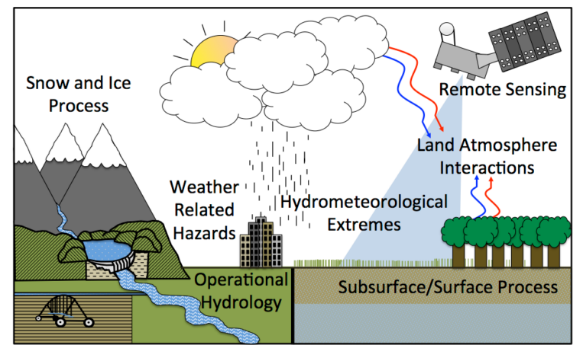 Snow and Ice
Process
Remote Sensing
Land Atmosphere
Interactions
Weather
Related
Hazards
Hydrometeorological
Extremes
Operational
Hydrology
Subsurface/Surface Process